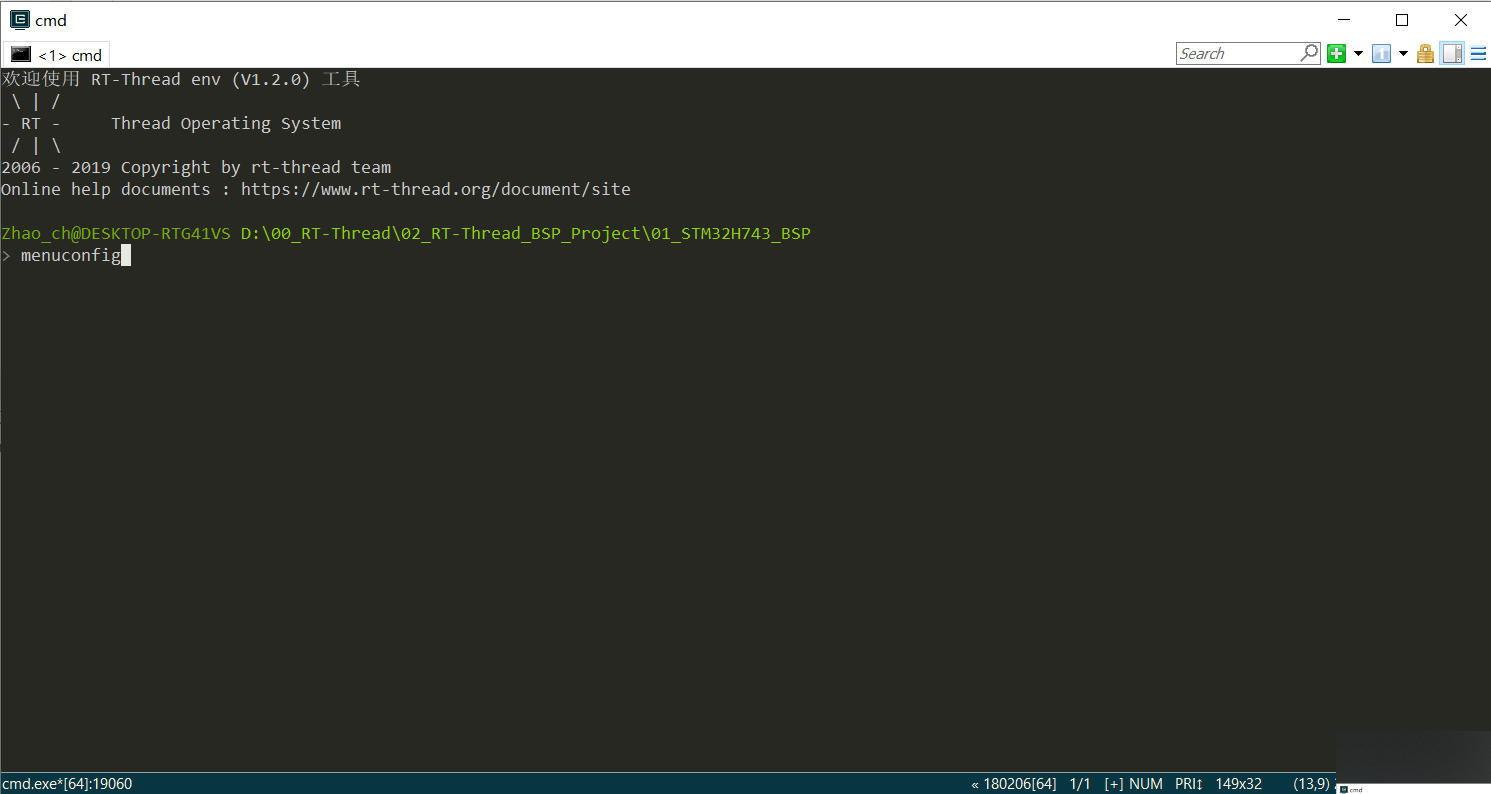 cmd
<1> cmd
Search
欢迎使用 RT-Thread env (V1.2.0) 工具
\ | /
- RT -     Thread Operating System
/ | \
2006 - 2019 Copyright by rt-thread team
Online help documents : https://www.rt-thread.org/document/site
Zhao_ch@DESKTOP-RTG41VS D:\00_RT-Thread\02_RT-Thread_BSP_Project\01_STM32H743_BSP
> menuconfig
cmd.exe*[64]:19060 « 180206[64] 1/1 [+] NUM PRI↕ 149x32 (13,9)
cmd